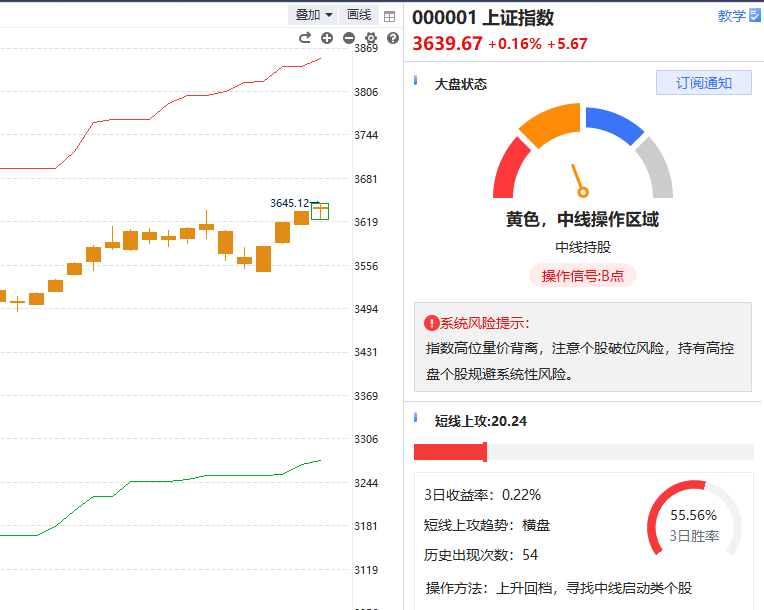 叠加 画线
3869
3806
3744
3681
3645.12
3619
3556
3494
3431
3369
3306
3244
3181
3119
000001 上证指数
教学
3639.67 +0.16% +5.67
大盘状态
订阅通知
黄色，中线操作区域
中线持股
操作信号:B点
系统风险提示：
指数高位量价背离，注意个股破位风险，持有高控
盘个股规避系统性风险。
短线上攻:20.24
3日收益率：0.22%
短线上攻趋势：横盘
历史出现次数：54
55.56%
3日胜率
操作方法：上升回档，寻找中线启动类个股